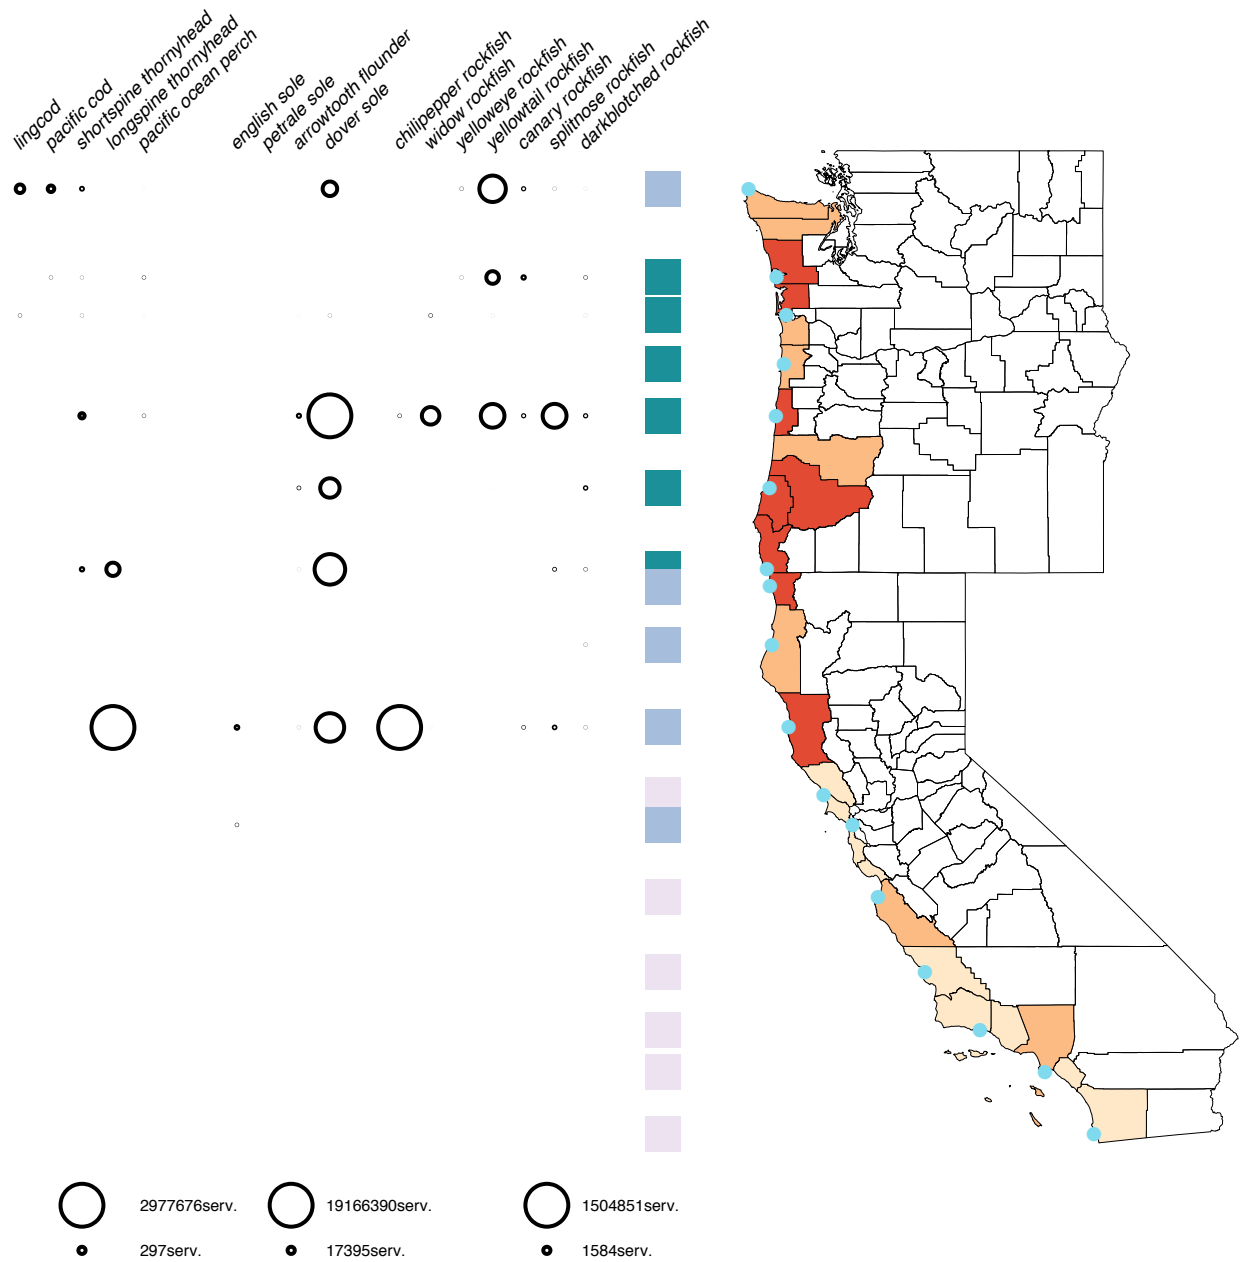 lingcod
pacific cod
shortspine thornyhead
longspine thornyhead
pacific ocean perch
english sole
petrale sole
arrowtooth flounder
dover sole
chilipepper rockfish
widow rockfish
yelloweye rockfish
yellowtail rockfish
canary rockfish
splitnose rockfish
darkblotched rockfish
2977676serv. 19166390serv. 1504851serv.
297serv. 17395serv. 1584serv.